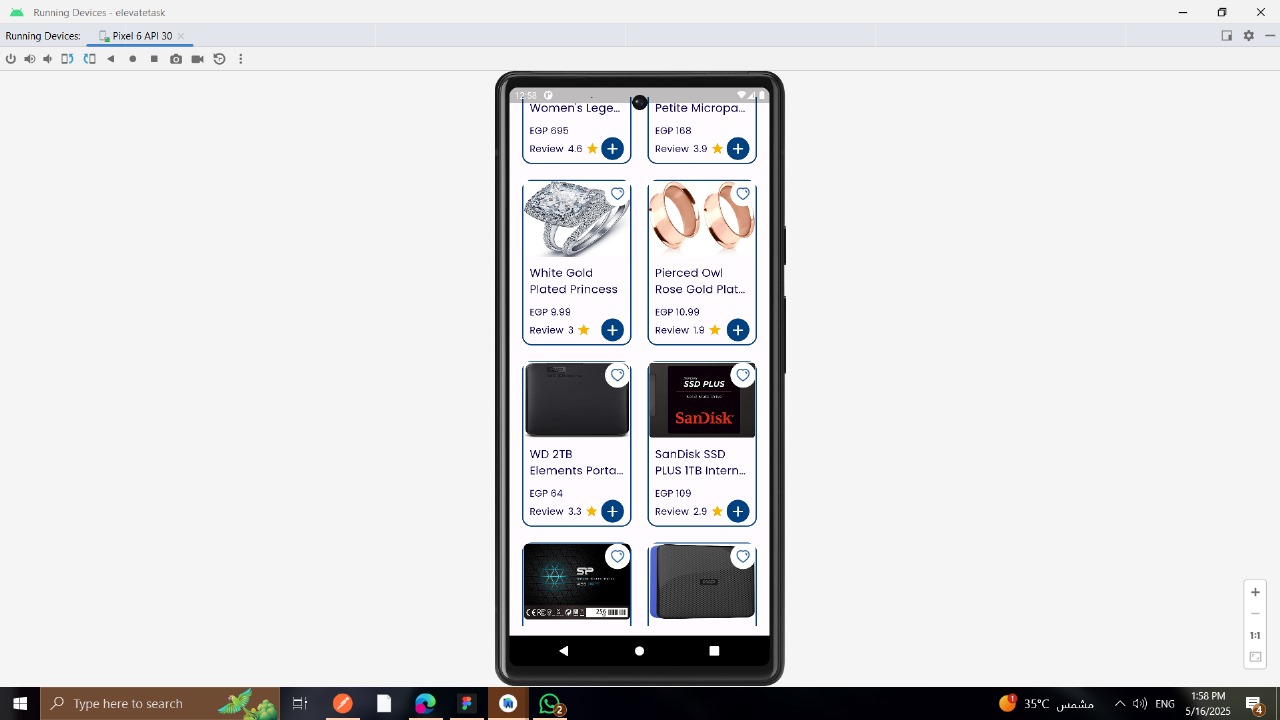 Running Devices - elevatetask
Running Devices:
Pixel 6 API 30
12:58
Women's Lege...
EGP 695
Review 4.6
Petite Micropa...
EGP 168
Review 3.9
White Gold
Plated Princess
EGP 9.99
Review 3
Pierced Owl
Rose Gold Plat...
EGP 10.99
Review 1.9
WD 2TB
Elements Porta...
EGP 64
Review 3.3
SSD PLUS
SanDisk
SanDisk SSD
PLUS 1TB Intern...
EGP 109
Review 2.9
SP
1:1
Type here to search
2
1
35°C
مشمس
ENG
1:58 PM
5/16/2025
4